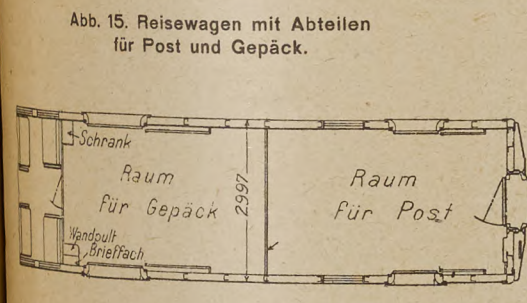 Abb. 15. Reisewagen mit Abteilen
für Post und Gepäck.
Schrank
Raum
für Gepäck
2997
Raum
für Post
Wandpult
Brieffach